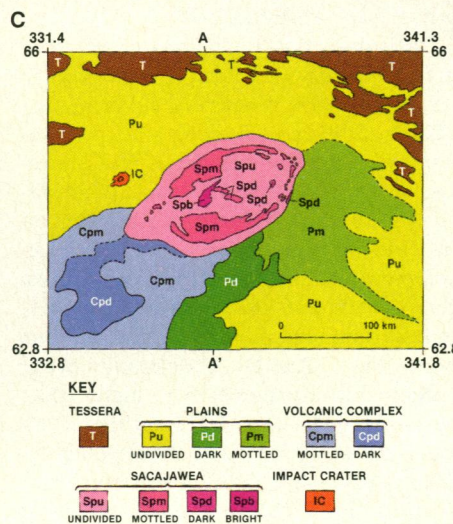 C
331.4 A 341.3
66 66
T T T T
T
Pu
T
T
IC
Spm Spu
Spd
Spb Spd Spd
Spm
Cpm Pm
Cpm Pu
Cpd Pd
Pu
0 100 km
62.8 62.8
332.8 A' 341.8
KEY
TESSERA PLAINS VOLCANIC COMPLEX
T Pu Pd Pm Cpm Cpd
UNDIVIDED DARK MOTTLED MOTTLED DARK
SACAJAWEA IMPACT CRATER
Spu Spm Spd Spb IC
UNDIVIDED MOTTLED DARK BRIGHT